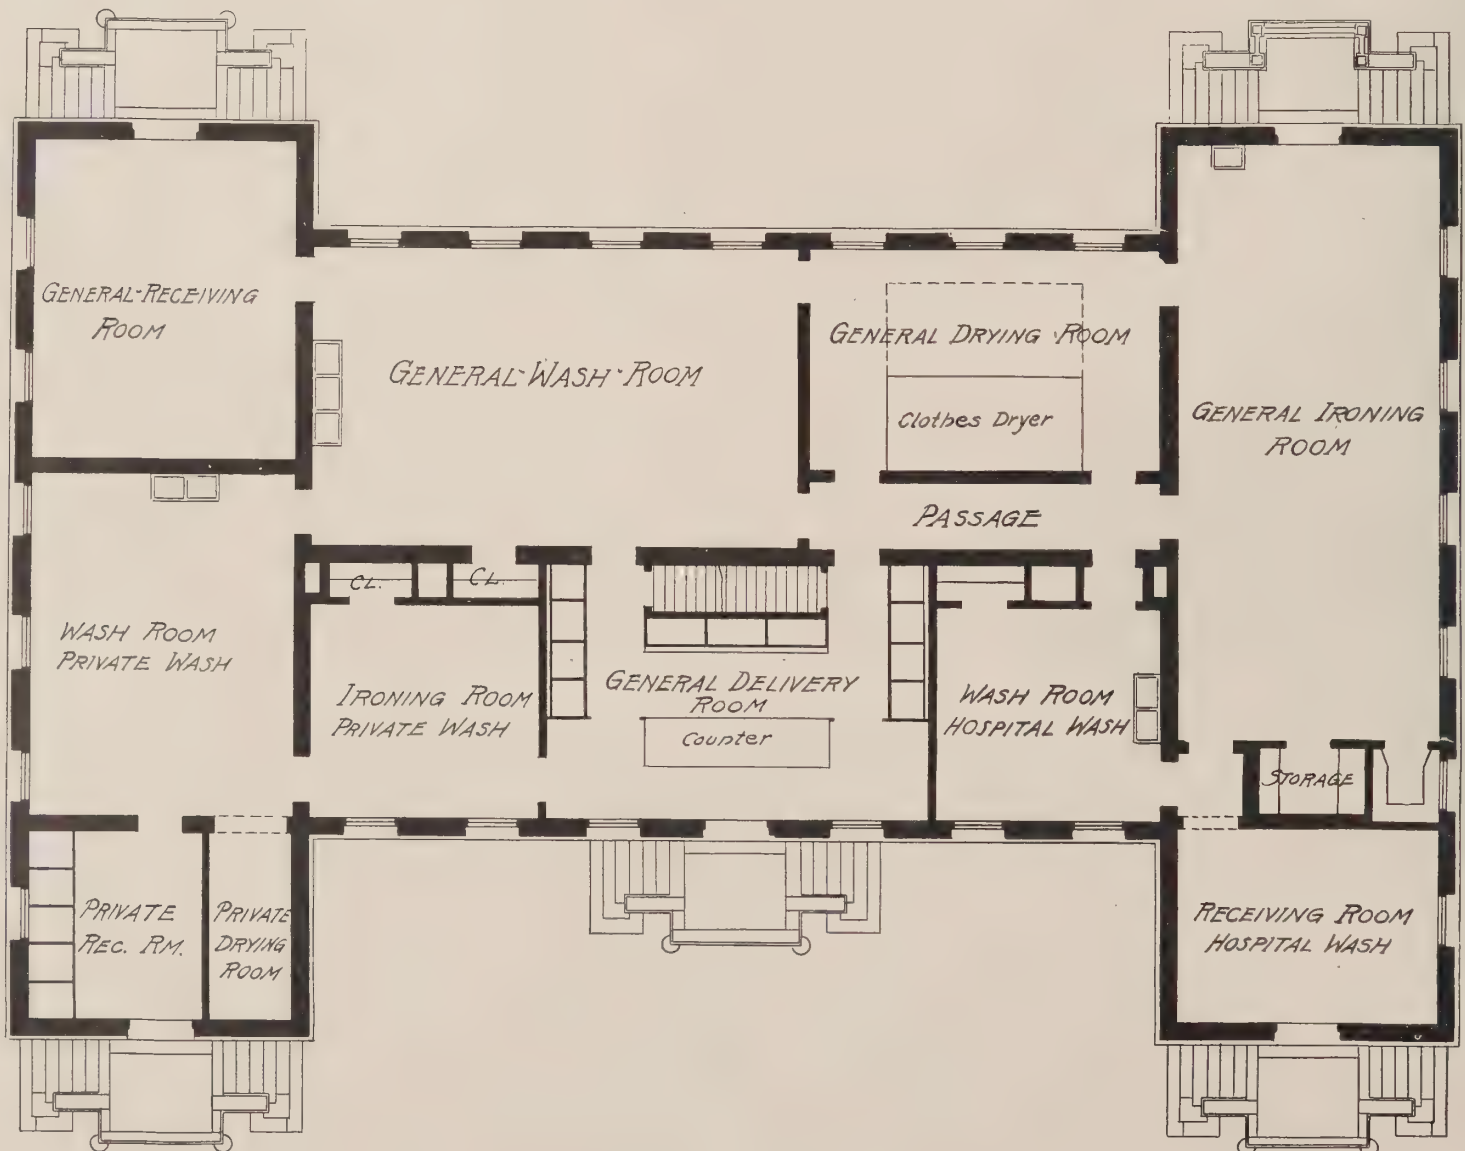 GENERAL-RECEIVING
ROOM
GENERAL-WASH-ROOM
GENERAL DRYING ROOM
Clothes Dryer
GENERAL IRONING
ROOM
PASSAGE
CL.
CL.
WASH ROOM
PRIVATE WASH
IRONING ROOM
PRIVATE WASH
GENERAL DELIVERY
ROOM
Counter
WASH ROOM
HOSPITAL WASH
STORAGE
PRIVATE
REC. RM.
PRIVATE
DRYING
ROOM
RECEIVING ROOM
HOSPITAL WASH